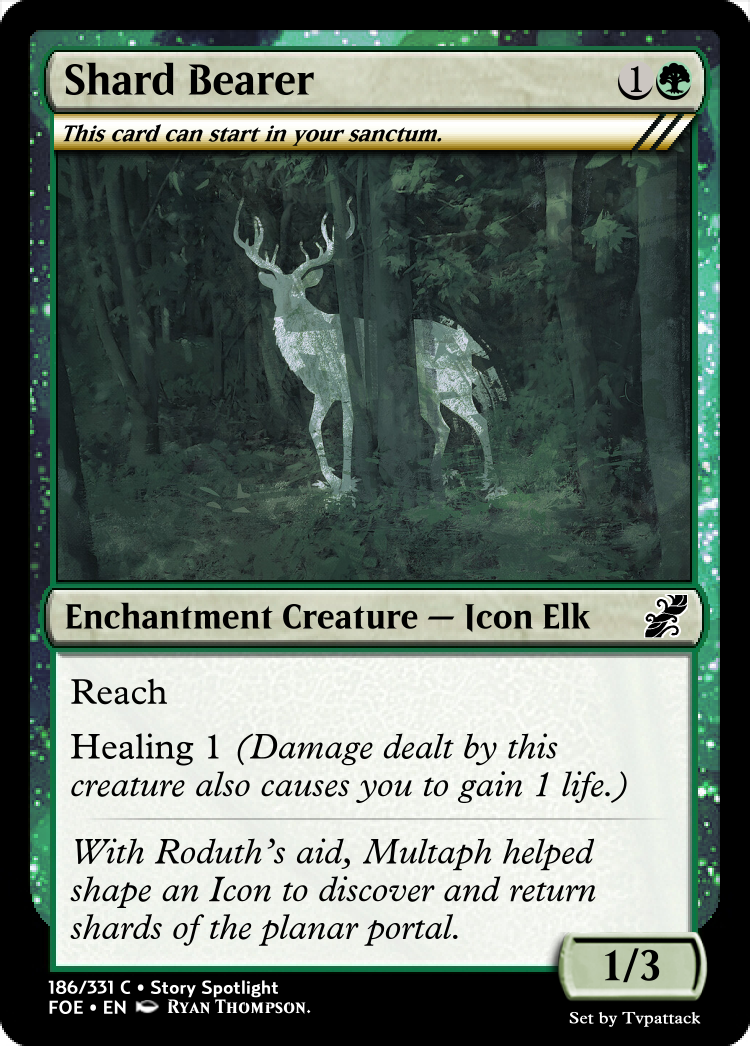 Shard Bearer 1
This card can start in your sanctum.
Enchantment Creature — Icon Elk
Reach
Healing 1 (Damage dealt by this
creature also causes you to gain 1 life.)
With Roduth's aid, Multaph helped
shape an Icon to discover and return
shards of the planar portal.
1/3
186/331 C • Story Spotlight
FOE • EN Ryan Thompson.
Set by Tvpattack